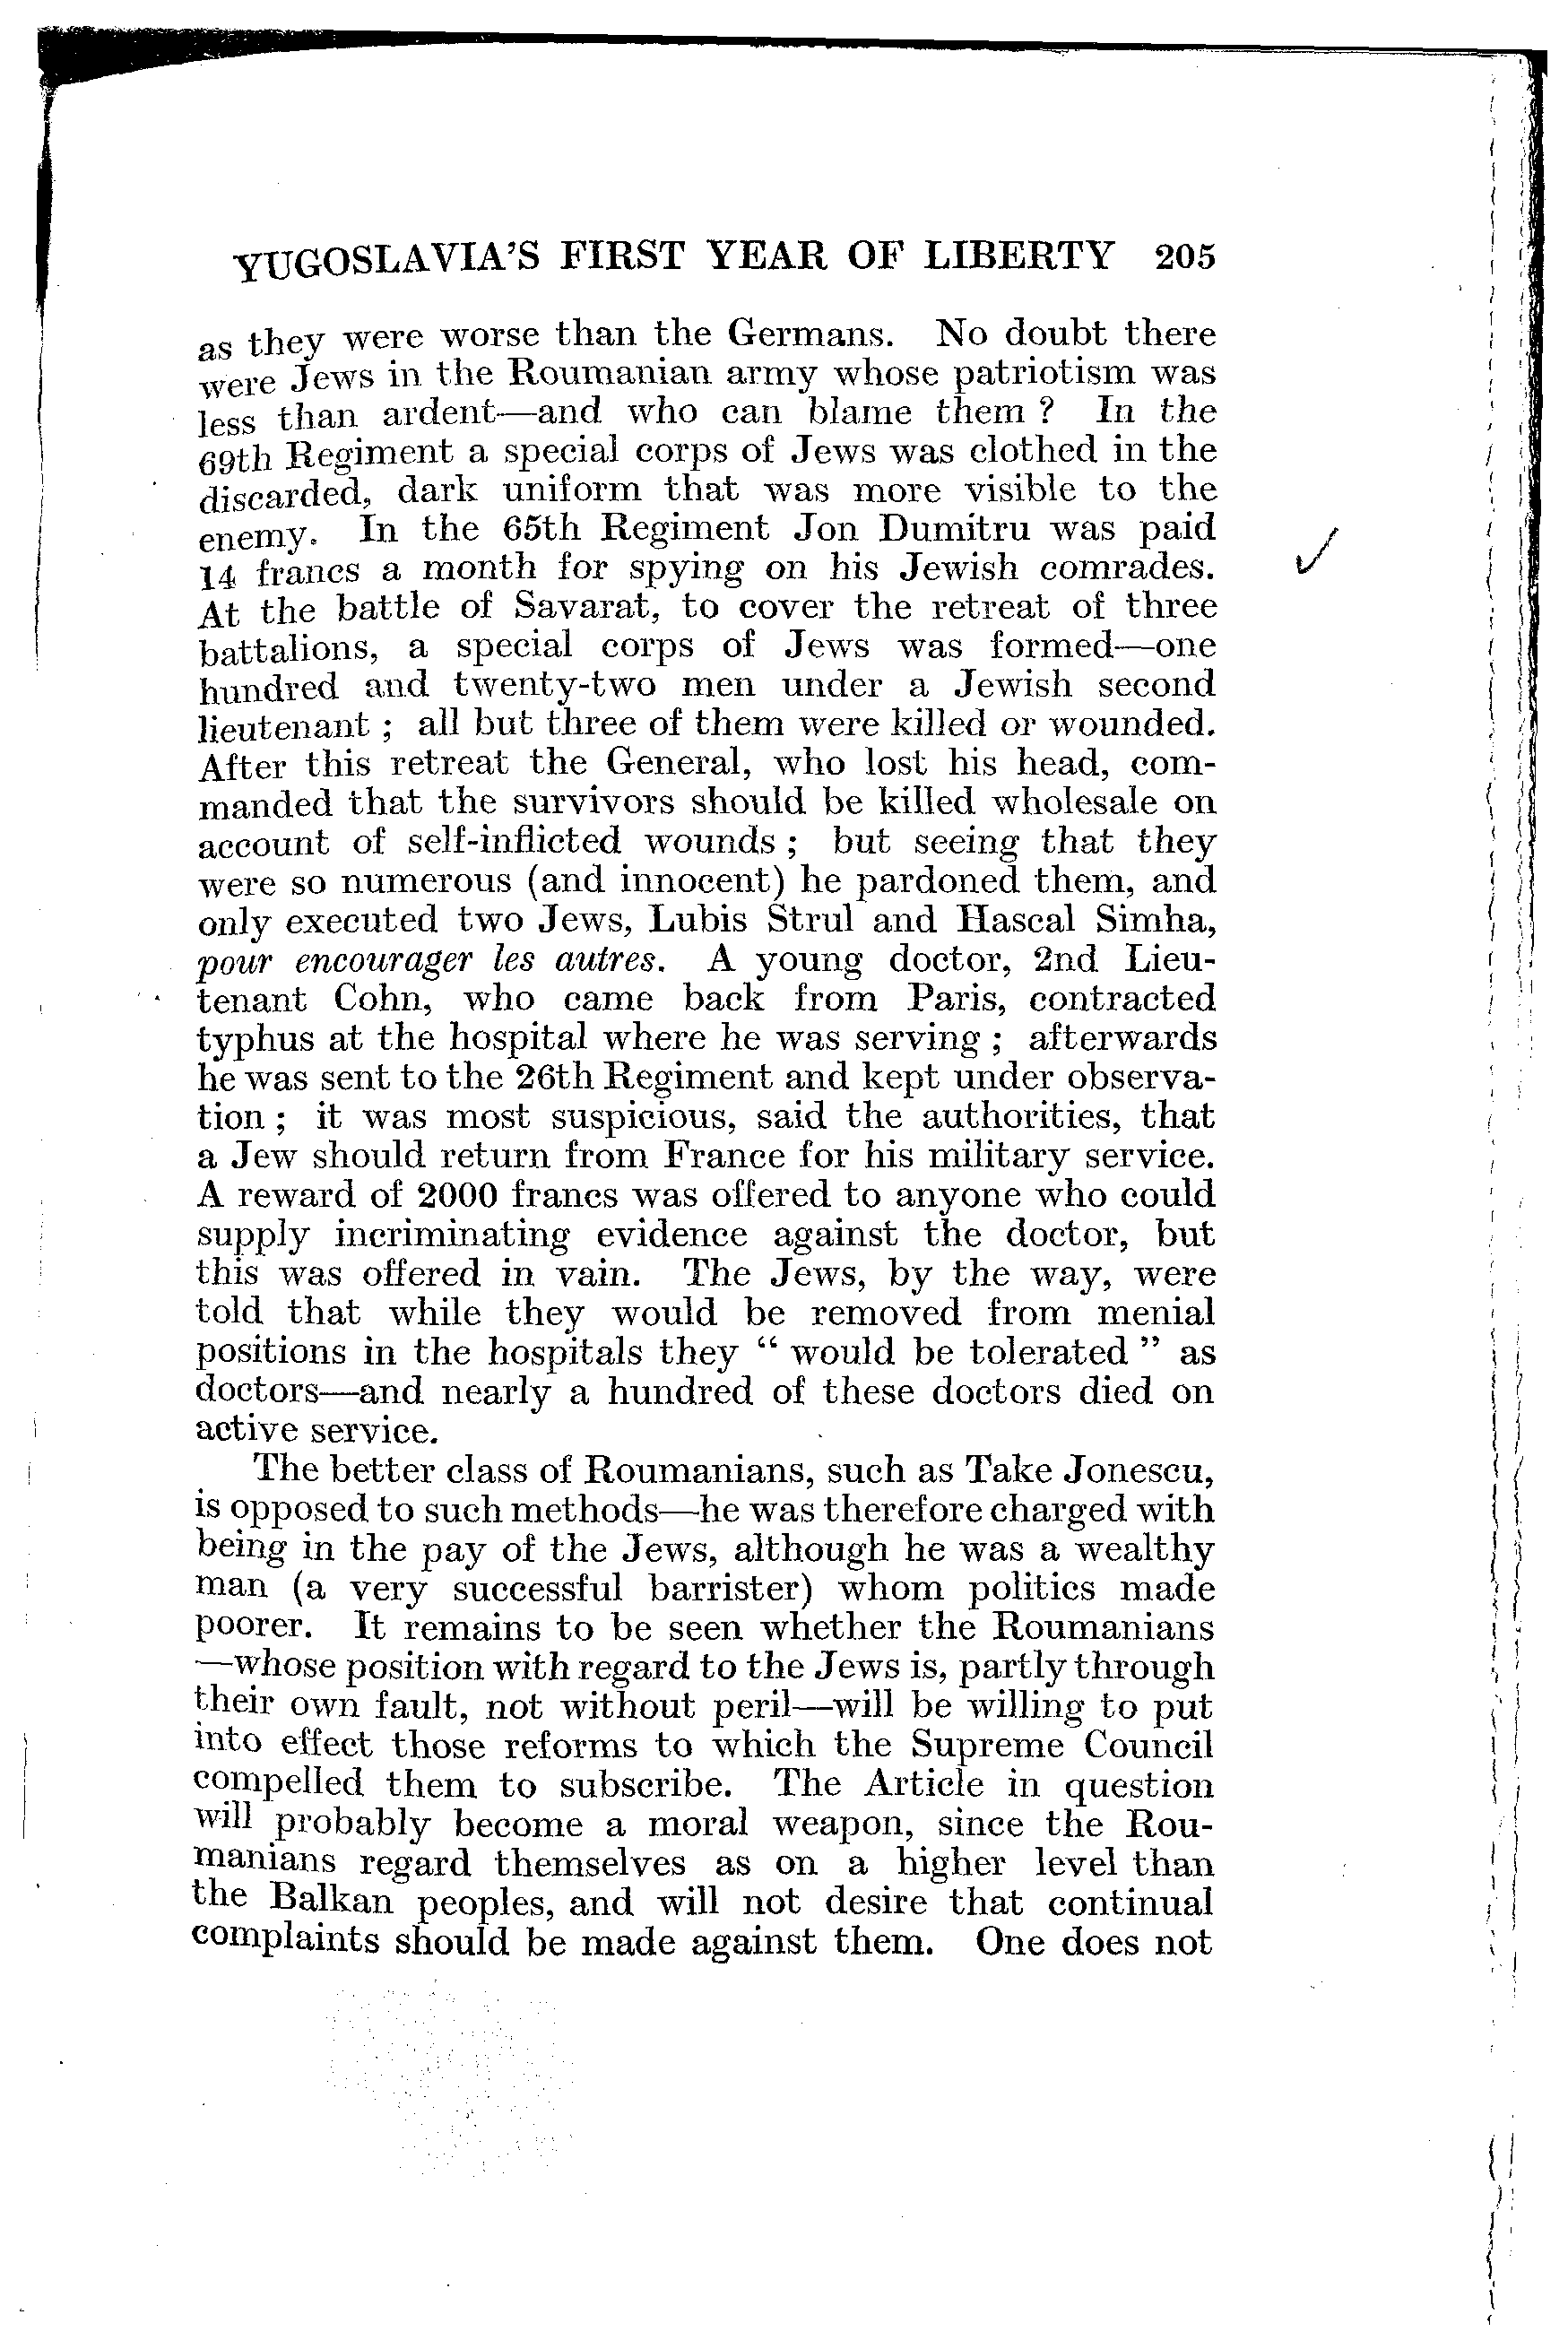 YUGOSLAVIA'S FIRST YEAR OF LIBERTY 205
as they were worse than the Germans. No doubt there
were Jews in the Roumanian army whose patriotism was
less than ardent—and who can blame them ? In the
69th Regiment a special corps of Jews was clothed in the
discarded, dark uniform that was more visible to the
enemy. In the 65th Regiment Jon Dumitru was paid
14 francs a month for spying on his Jewish comrades.
At the battle of Savarat, to cover the retreat of three
battalions, a special corps of Jews was formed—one
hundred and twenty-two men under a Jewish second
lieutenant ; all but three of them were killed or wounded.
After this retreat the General, who lost his head, com-
manded that the survivors should be killed wholesale on
account of self-inflicted wounds ; but seeing that they
were so numerous (and innocent) he pardoned them, and
only executed two Jews, Lubis Strul and Hascal Simha,
pour encourager les autres. A young doctor, 2nd Lieu-
tenant Cohn, who came back from Paris, contracted
typhus at the hospital where he was serving ; afterwards
he was sent to the 26th Regiment and kept under observa-
tion ; it was most suspicious, said the authorities, that
a Jew should return from France for his military service.
A reward of 2000 francs was offered to anyone who could
supply incriminating evidence against the doctor, but
this was offered in vain. The Jews, by the way, were
told that while they would be removed from menial
positions in the hospitals they " would be tolerated " as
doctors—and nearly a hundred of these doctors died on
active service.
The better class of Roumanians, such as Take Jonescu,
is opposed to such methods—he was therefore charged with
being in the pay of the Jews, although he was a wealthy
man (a very successful barrister) whom politics made
poorer. It remains to be seen whether the Roumanians
—whose position with regard to the Jews is, partly through
their own fault, not without peril—will be willing to put
into effect those reforms to which the Supreme Council
compelled them to subscribe. The Article in question
will probably become a moral weapon, since the Rou-
manians regard themselves as on a higher level than
the Balkan peoples, and will not desire that continual
complaints should be made against them. One does not